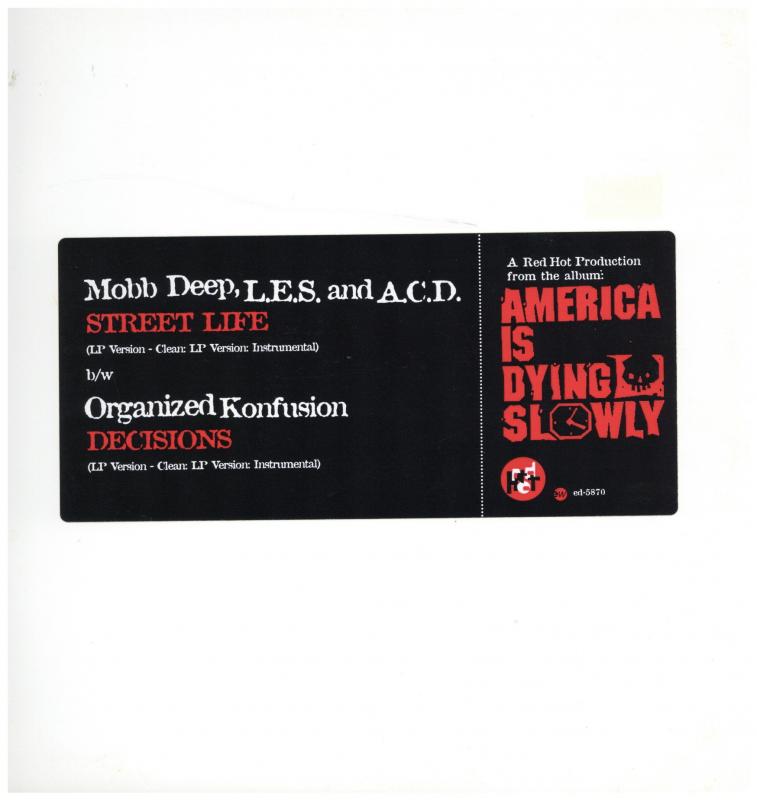 Mobb Deep, L.E.S. and A.C.D.
STREET LIFE
(LP Version - Clean: LP Version: Instrumental)
b/w
Organized Konfusion
DECISIONS
(LP Version - Clean: LP Version: Instrumental)
A Red Hot Production
from the album:
AMERICA
IS
DYING
SLOWLY
ew ed-5870